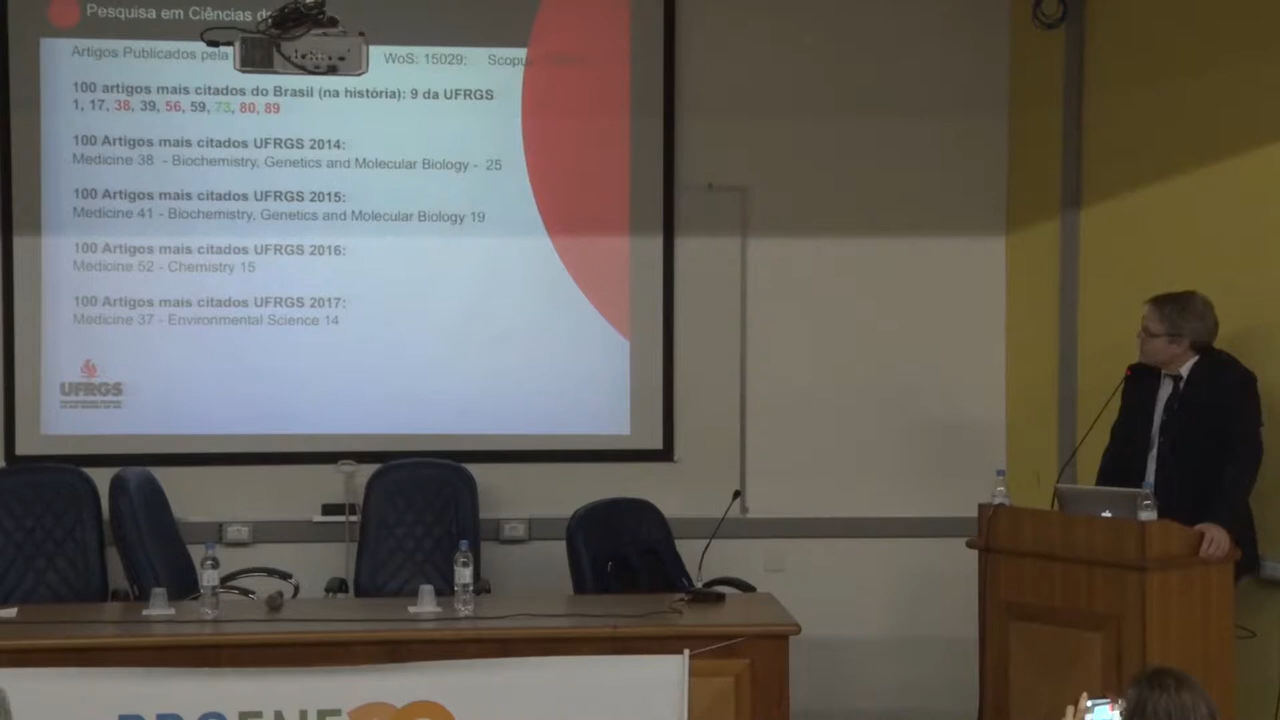 Pesquisa em Ciências
Artigos Publicados pela WoS: 15029; Scopu
100 artigos mais citados do Brasil (na história): 9 da UFRGS
1, 17, 38, 39, 56, 59, 73, 80, 89
100 Artigos mais citados UFRGS 2014:
Medicine 38 - Biochemistry, Genetics and Molecular Biology - 25
100 Artigos mais citados UFRGS 2015:
Medicine 41 - Biochemistry, Genetics and Molecular Biology 19
100 Artigos mais citados UFRGS 2016:
Medicine 52 - Chemistry 15
100 Artigos mais citados UFRGS 2017:
Medicine 37 - Environmental Science 14
UFRGS